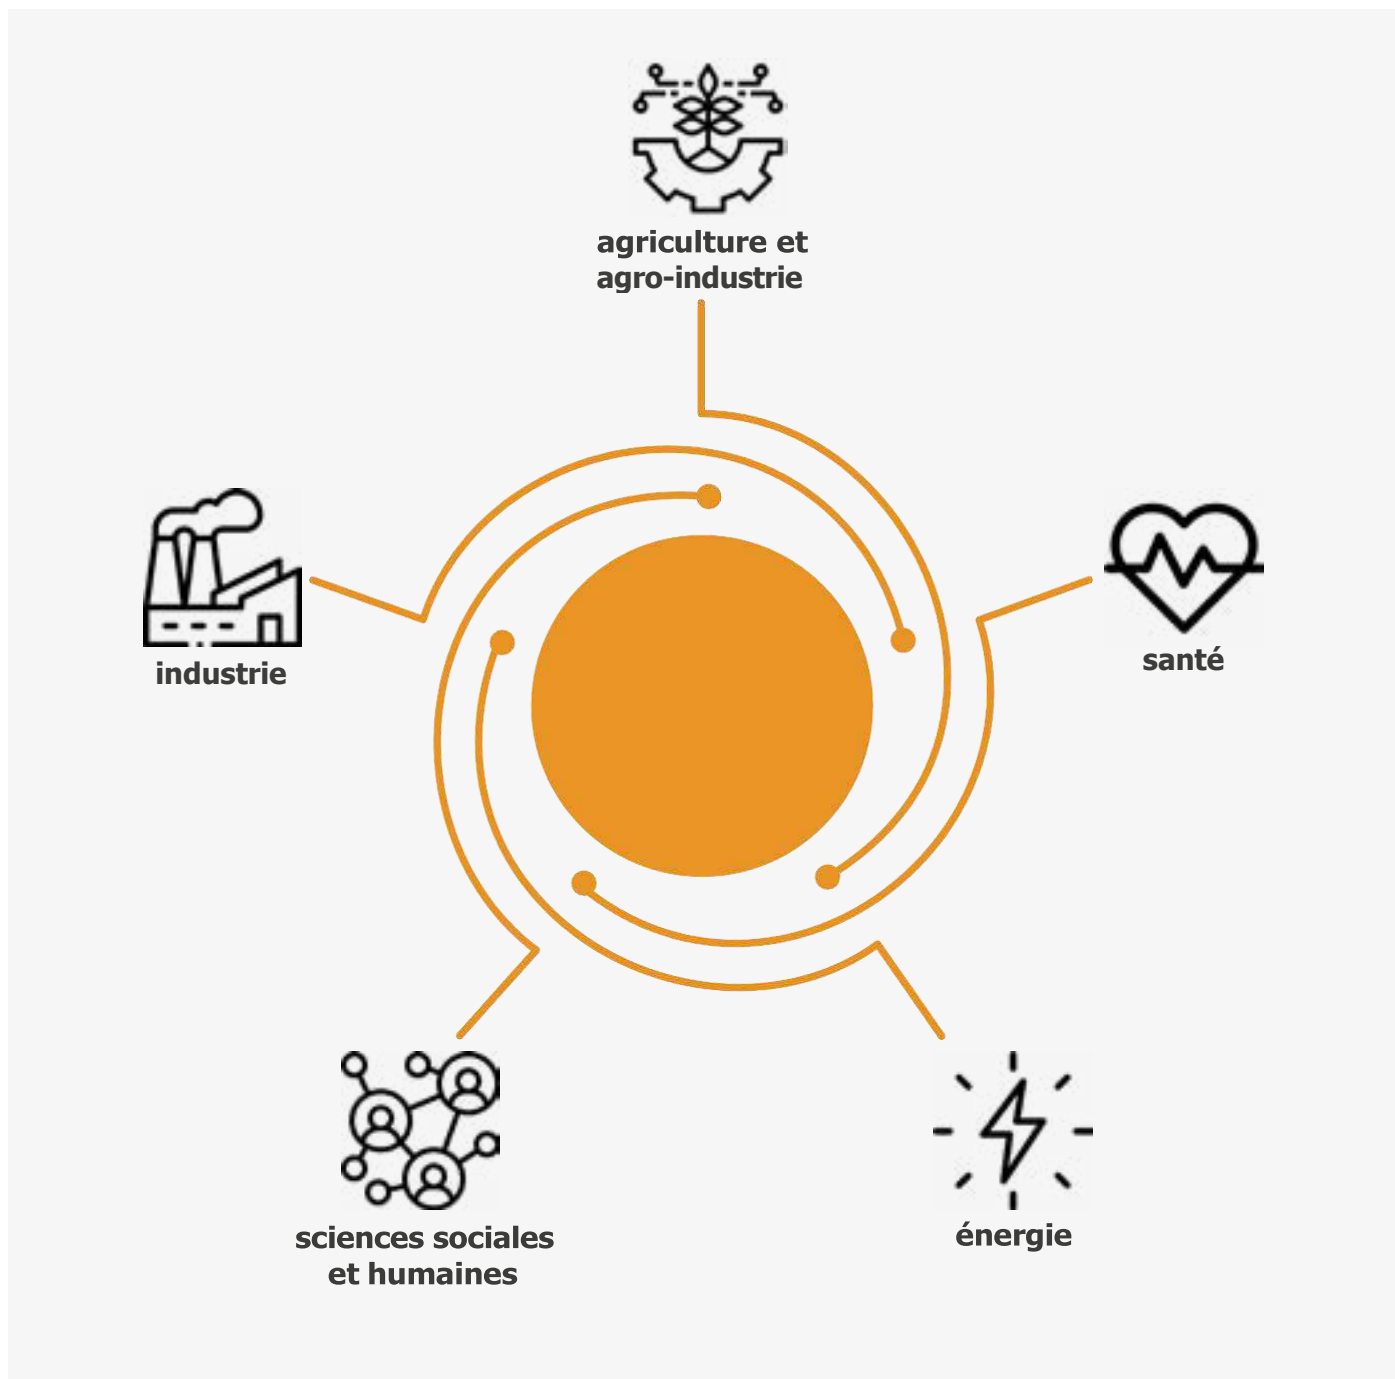 agriculture et
agro-industrie
industrie
santé
sciences sociales
et humaines
énergie